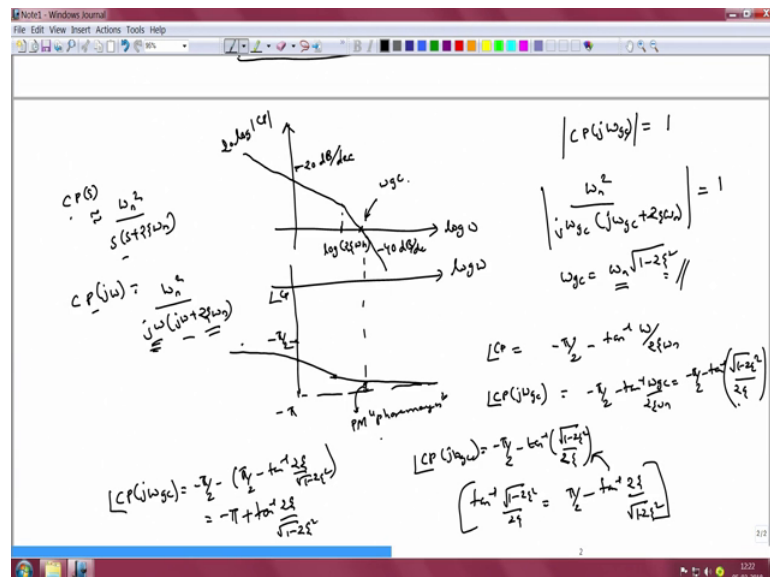 Note1 - Windows Journal
File Edit View Insert Actions Tools Help
96%
20 log|CP|
-20 dB/dec
ωgc
log ω
log(2ξωn)
-40 dB/dec
log ω
CP(s) ≈ ωn² / s(s+2ξωn)
CP(jω) = ωn² / jω(jω+2ξωn)
∠CP
-π/2
-π
PM "phasemargin"
|CP(jωgc)| = 1
|ωn² / jωgc(jωgc+2ξωn)| = 1
ωgc = ωn √1-2ξ² =
∠CP = -π/2 - tan⁻¹ ω/2ξωn
∠CP(jωgc) = -π/2 - tan⁻¹ ωgc/2ξωn = -π/2 - tan⁻¹(√1-2ξ²/2ξ)
∠CP(jωgc) = -π/2 - tan⁻¹(√1-2ξ²/2ξ)
[tan⁻¹ √1-2ξ²/2ξ = π/2 - tan⁻¹ 2ξ/√1-2ξ²]
∠CP(jωgc) = -π/2 - (π/2 - tan⁻¹ 2ξ/√1-2ξ²)
= -π + tan⁻¹ 2ξ/√1-2ξ²
2/2
2
12:22